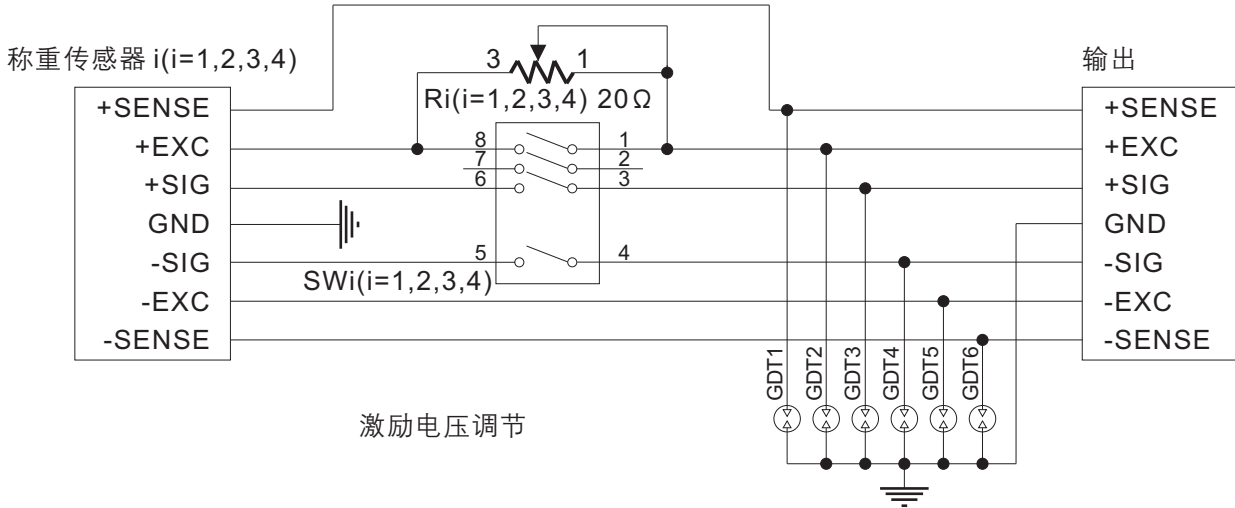 称重传感器 i(i=1,2,3,4)
+SENSE
+EXC
+SIG
GND
-SIG
-EXC
-SENSE
3
1
Ri(i=1,2,3,4) 20Ω
8
1
7
2
6
3
5
4
SWi(i=1,2,3,4)
输出
+SENSE
+EXC
+SIG
GND
-SIG
-EXC
-SENSE
GDT1
GDT2
GDT3
GDT4
GDT5
GDT6
激励电压调节